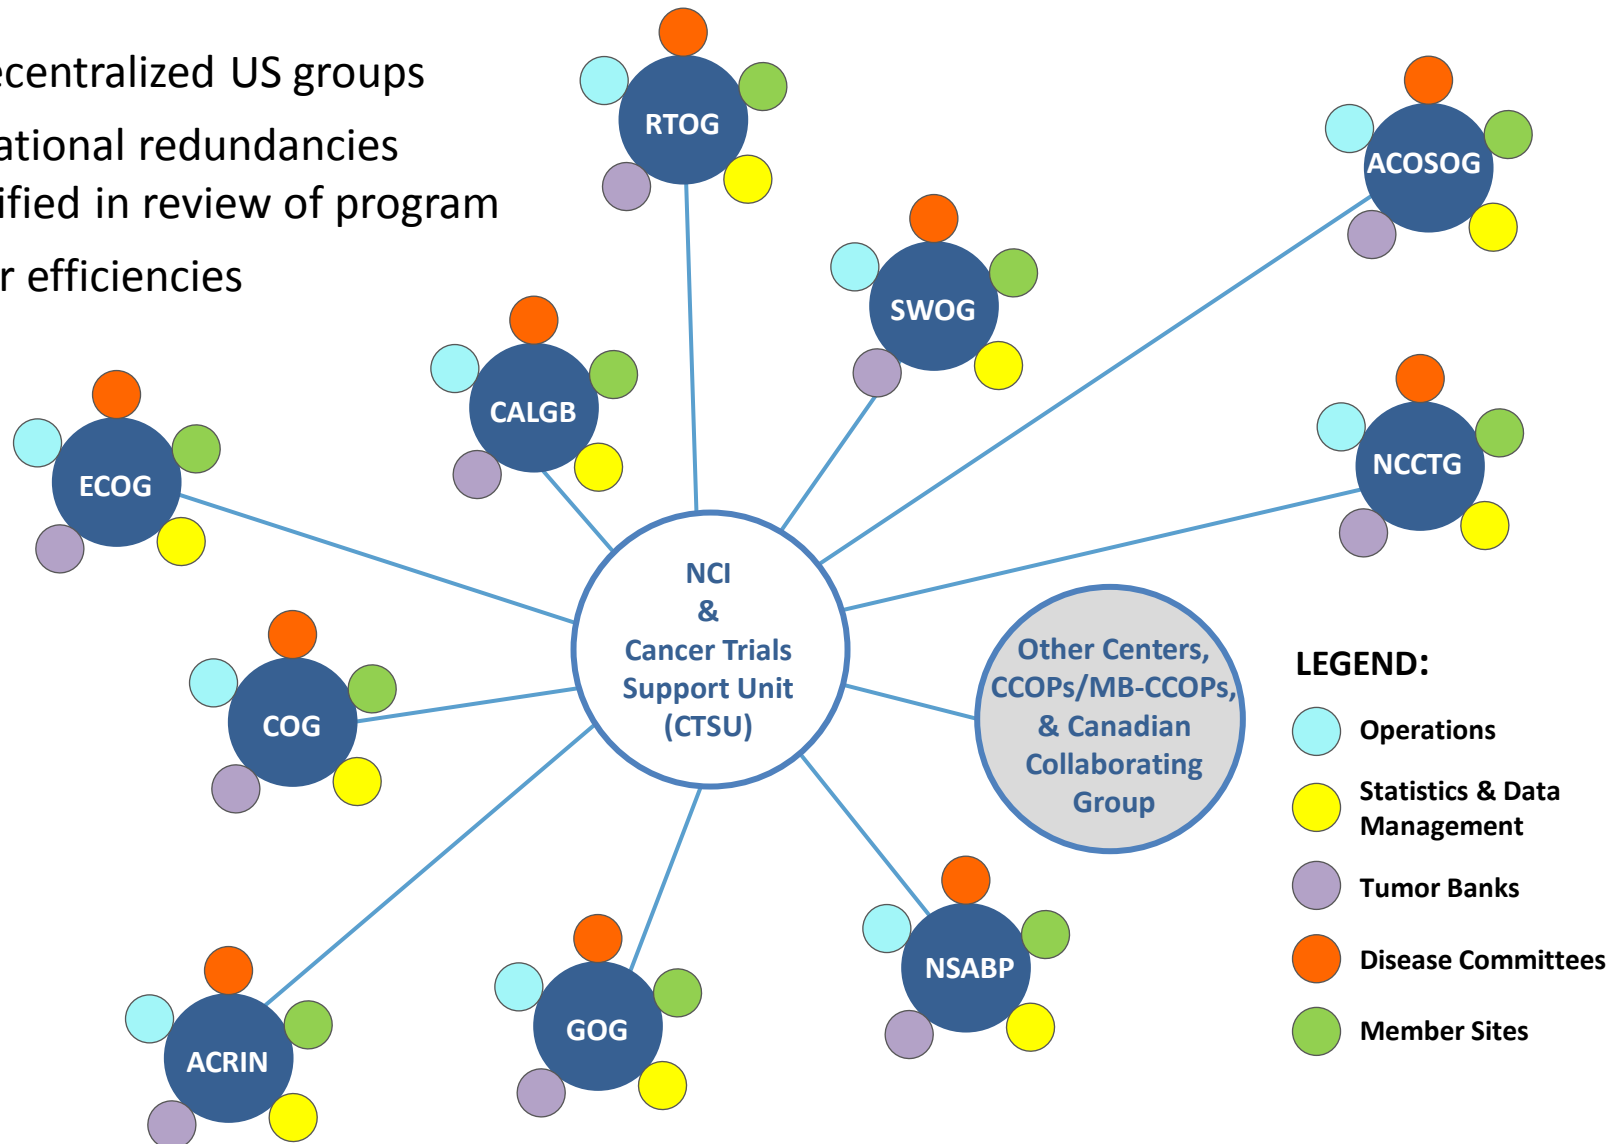 ecentralized US groups
ational redundancies
ified in review of program
r efficiencies
RTOG
ACOSOG
SWOG
CALGB
NCCTG
ECOG
NCI
&
Cancer Trials
Support Unit
(CTSU)
Other Centers,
CCOPs/MB-CCOPs,
& Canadian
Collaborating
Group
COG
NSABP
GOG
ACRIN
LEGEND:
Operations
Statistics & Data
Management
Tumor Banks
Disease Committees
Member Sites